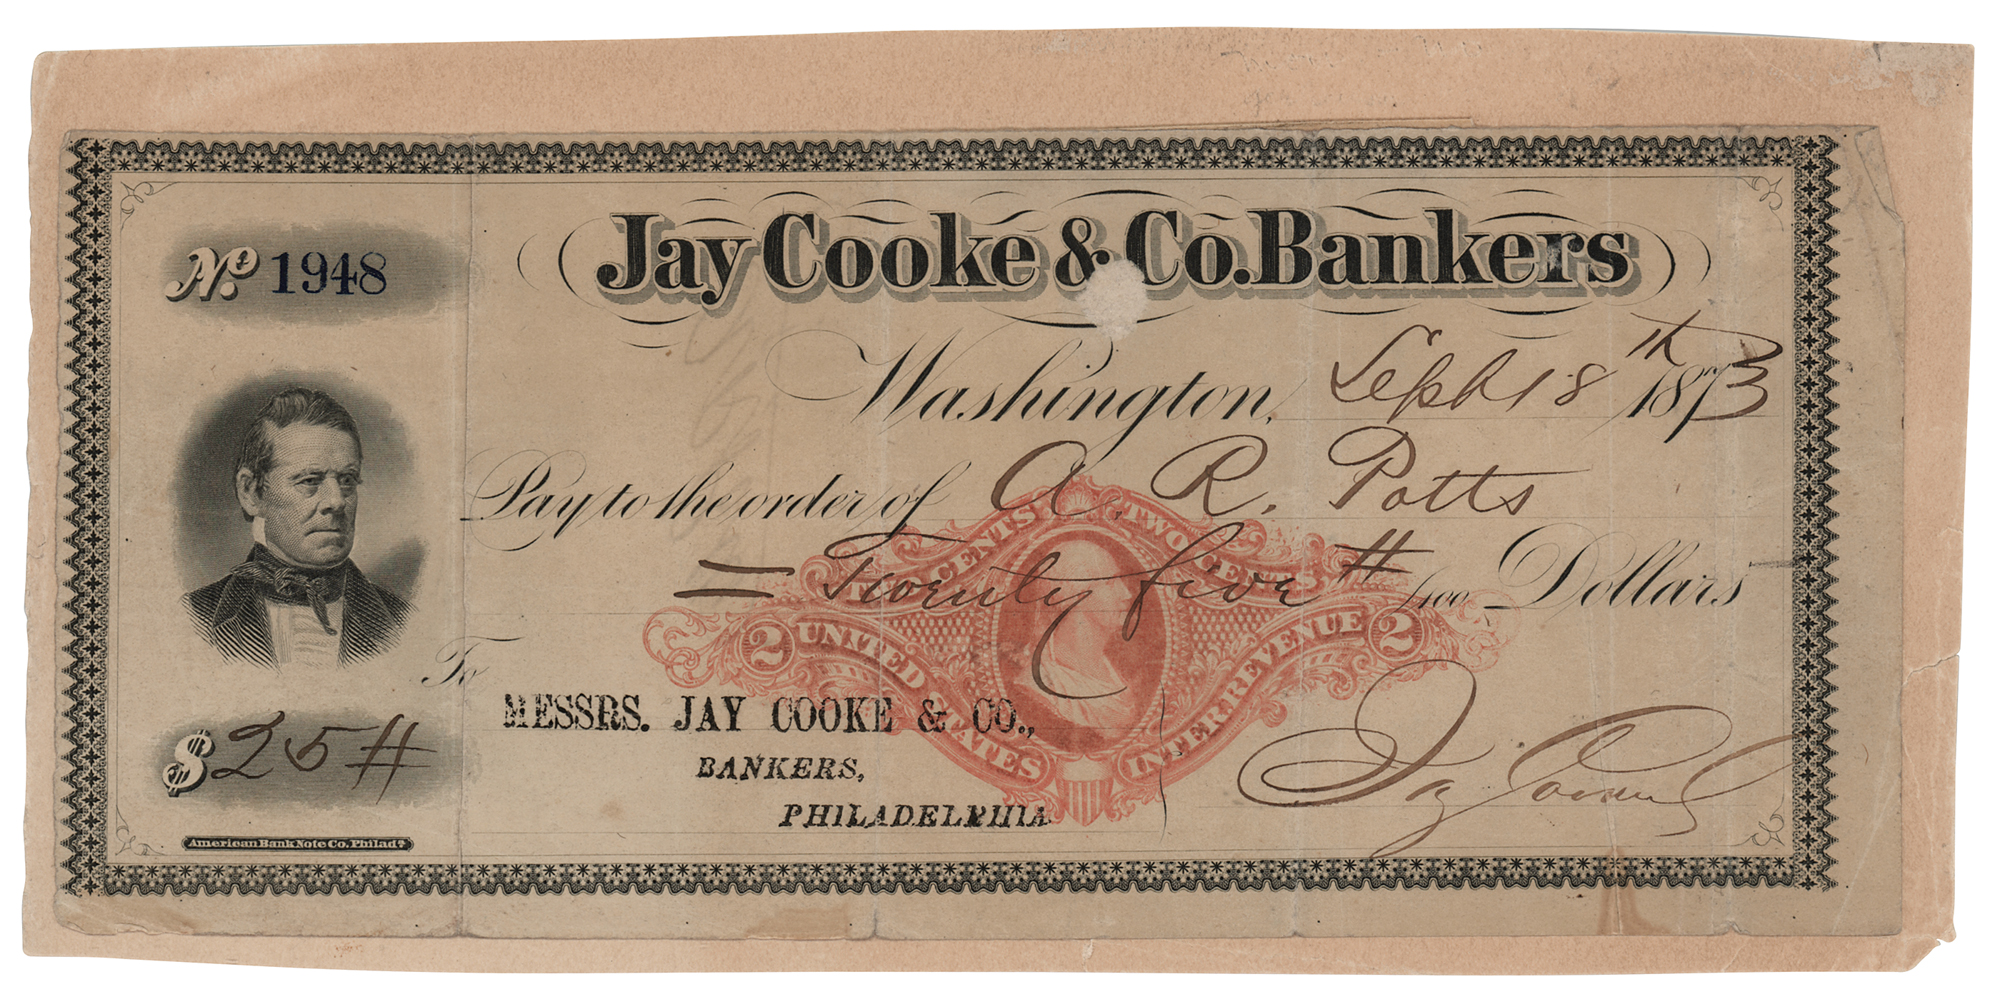 Jay Cooke & Co. Bankers
No. 1948
Washington, Sept 18th 1873
Pay to the order of A. R. Potts
= Twenty five # /100 Dollars
TWO CENTS TWO CENTS
2 UNITED STATES INTER. REVENUE 2
To
MESSRS. JAY COOKE & CO.,
BANKERS,
PHILADELPHIA
$25 #
American Bank Note Co. Philada